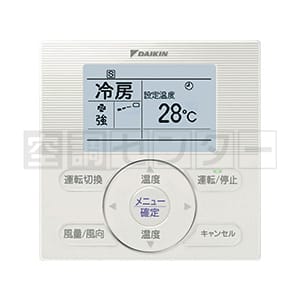 DAIKIN
S
冷房
設定温度
強
28℃
空調センター
運転切換
温度
運転/停止
メニュー
確定
風量/風向
温度
キャンセル